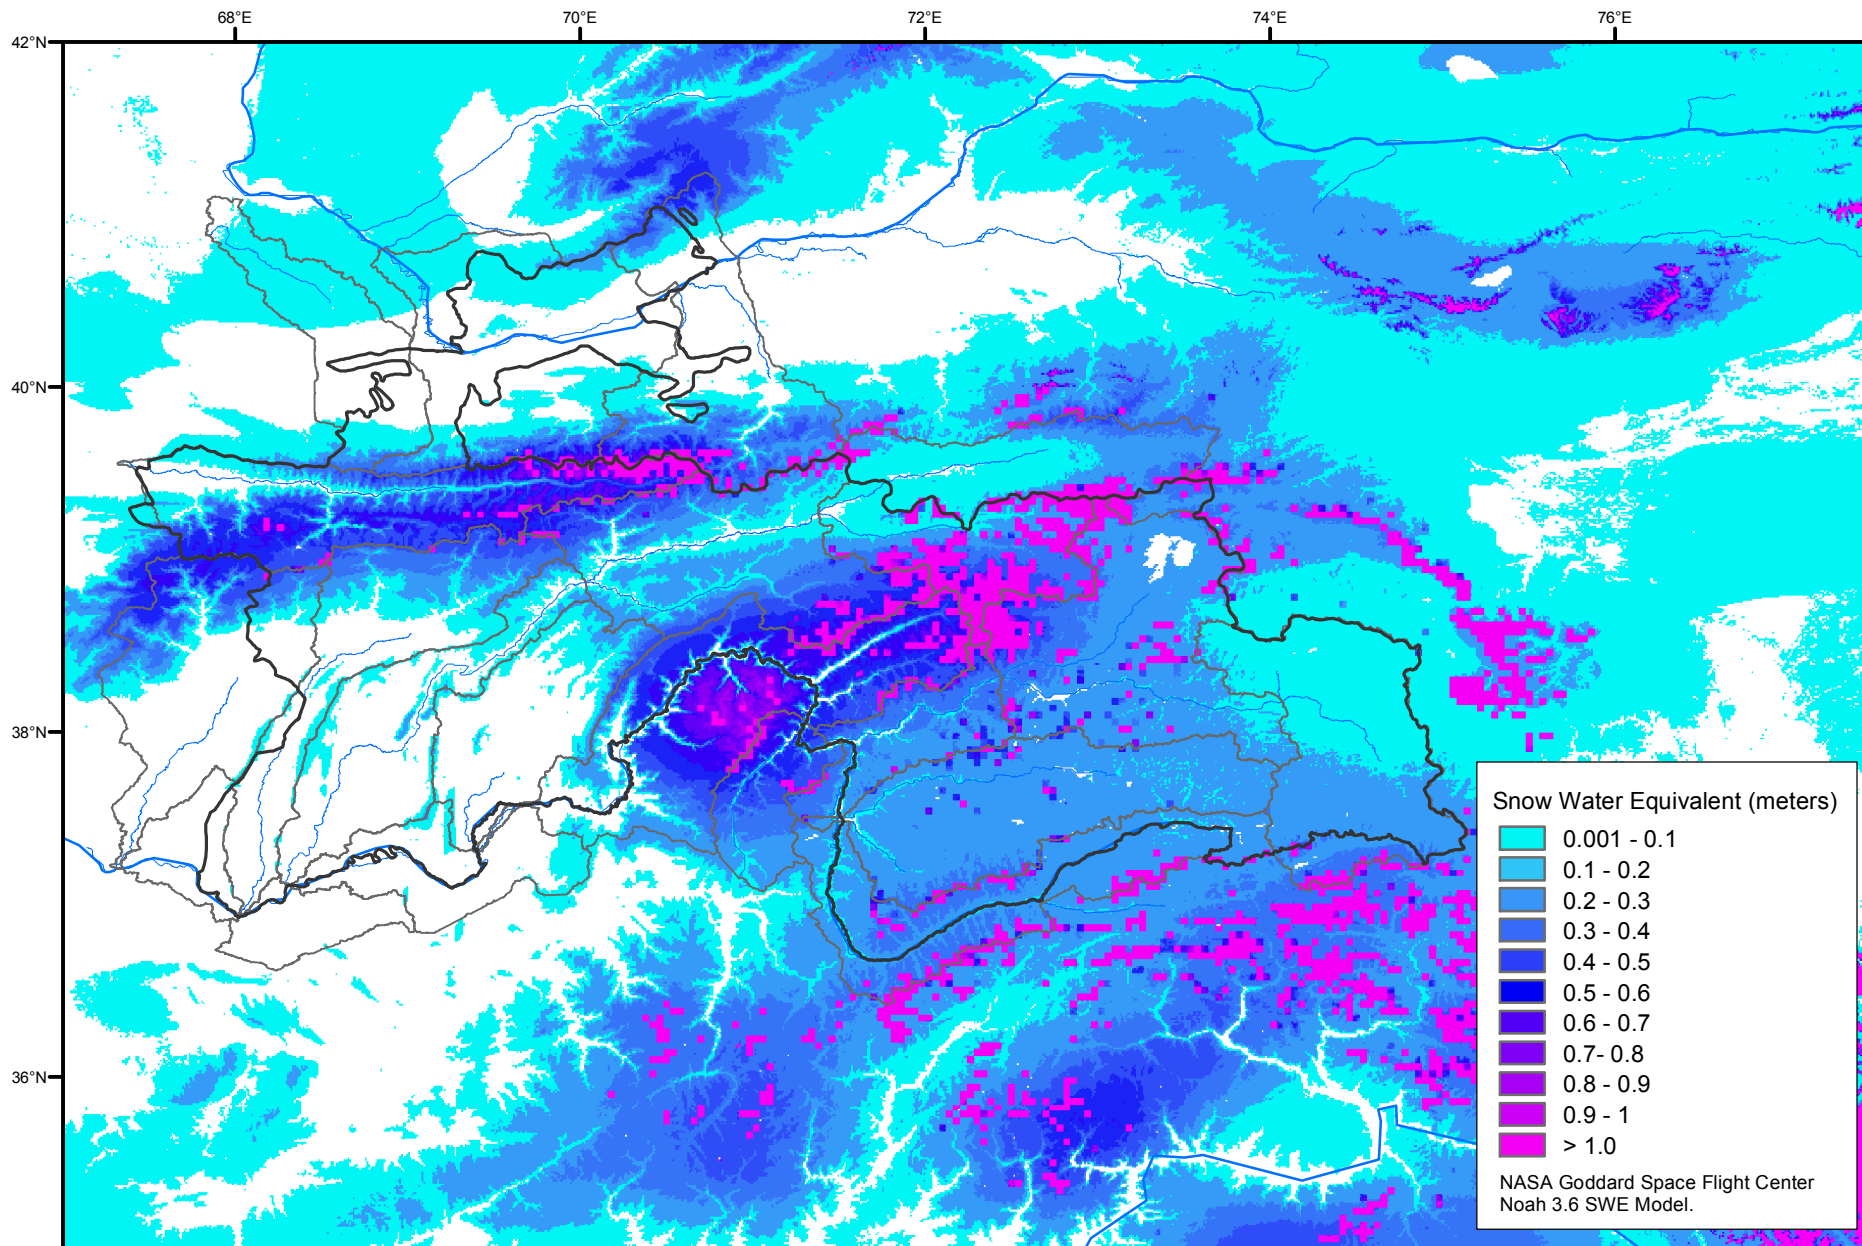 68°E
70°E
72°E
74°E
76°E
42°N
40°N
38°N
36°N
Snow Water Equivalent (meters)
0.001 - 0.1
0.1 - 0.2
0.2 - 0.3
0.3 - 0.4
0.4 - 0.5
0.5 - 0.6
0.6 - 0.7
0.7- 0.8
0.8 - 0.9
0.9 - 1
> 1.0
NASA Goddard Space Flight Center
Noah 3.6 SWE Model.